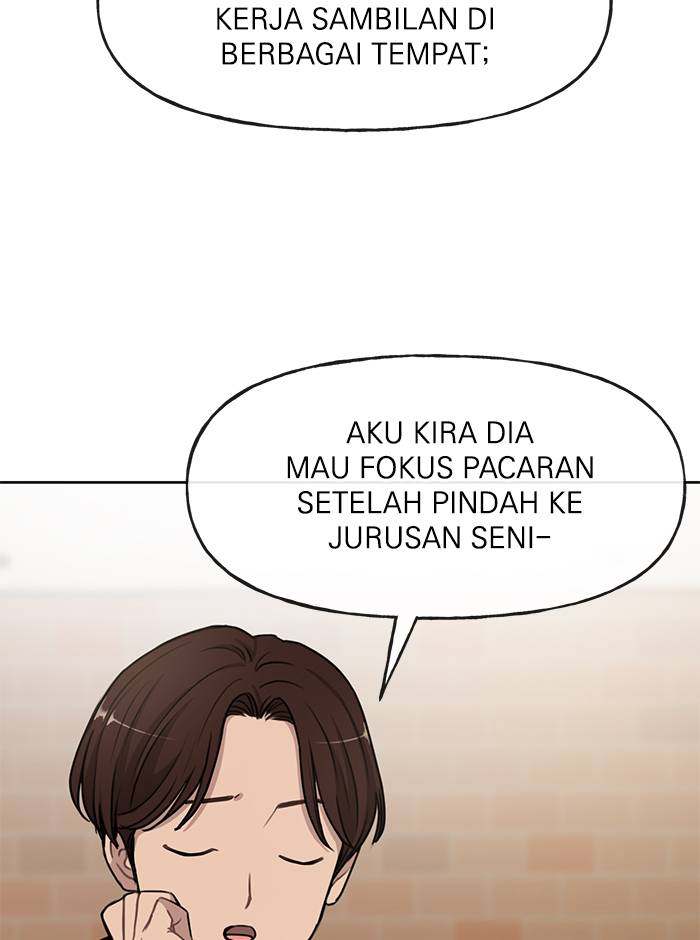 KERJA SAMBILAN DI
BERBAGAI TEMPAT;
AKU KIRA DIA
MAU FOKUS PACARAN
SETELAH PINDAH KE
JURUSAN SENI-